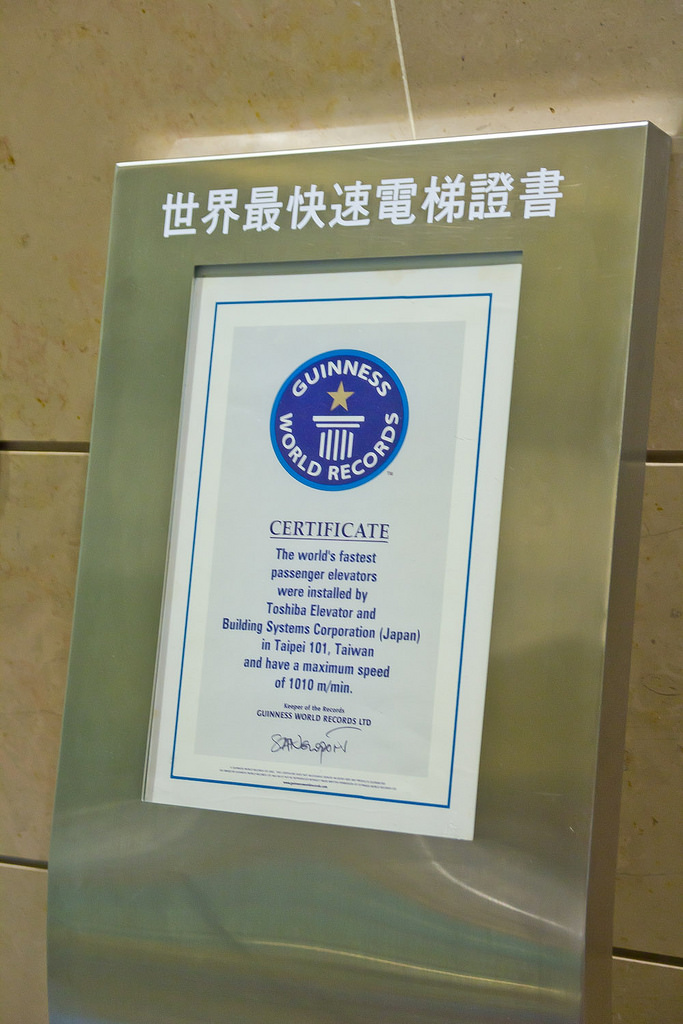 世界最快速電梯證書
GUINNESS
WORLD RECORDS
TM
CERTIFICATE
The world's fastest
passenger elevators
were installed by
Toshiba Elevator and
Building Systems Corporation (Japan)
in Taipei 101, Taiwan
and have a maximum speed
of 1010 m/min.
Keeper of the Records
GUINNESS WORLD RECORDS LTD